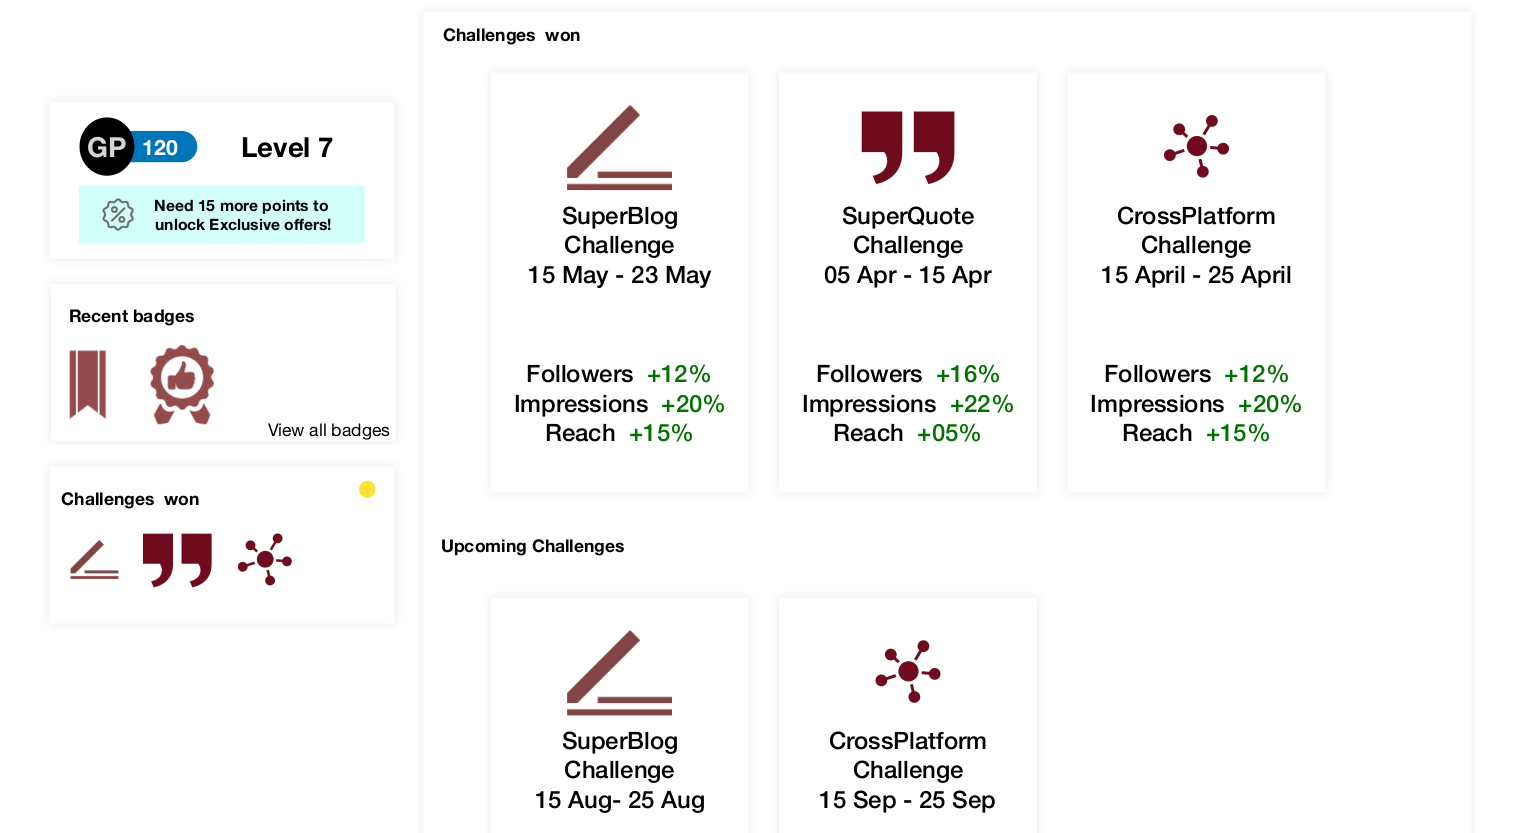 GP 120 Level 7
Need 15 more points to
unlock Exclusive offers!
Recent badges
View all badges
Challenges won
Challenges won
SuperBlog
Challenge
15 May - 23 May
Followers +12%
Impressions +20%
Reach +15%
SuperQuote
Challenge
05 Apr - 15 Apr
Followers +16%
Impressions +22%
Reach +05%
CrossPlatform
Challenge
15 April - 25 April
Followers +12%
Impressions +20%
Reach +15%
Upcoming Challenges
SuperBlog
Challenge
15 Aug- 25 Aug
CrossPlatform
Challenge
15 Sep - 25 Sep